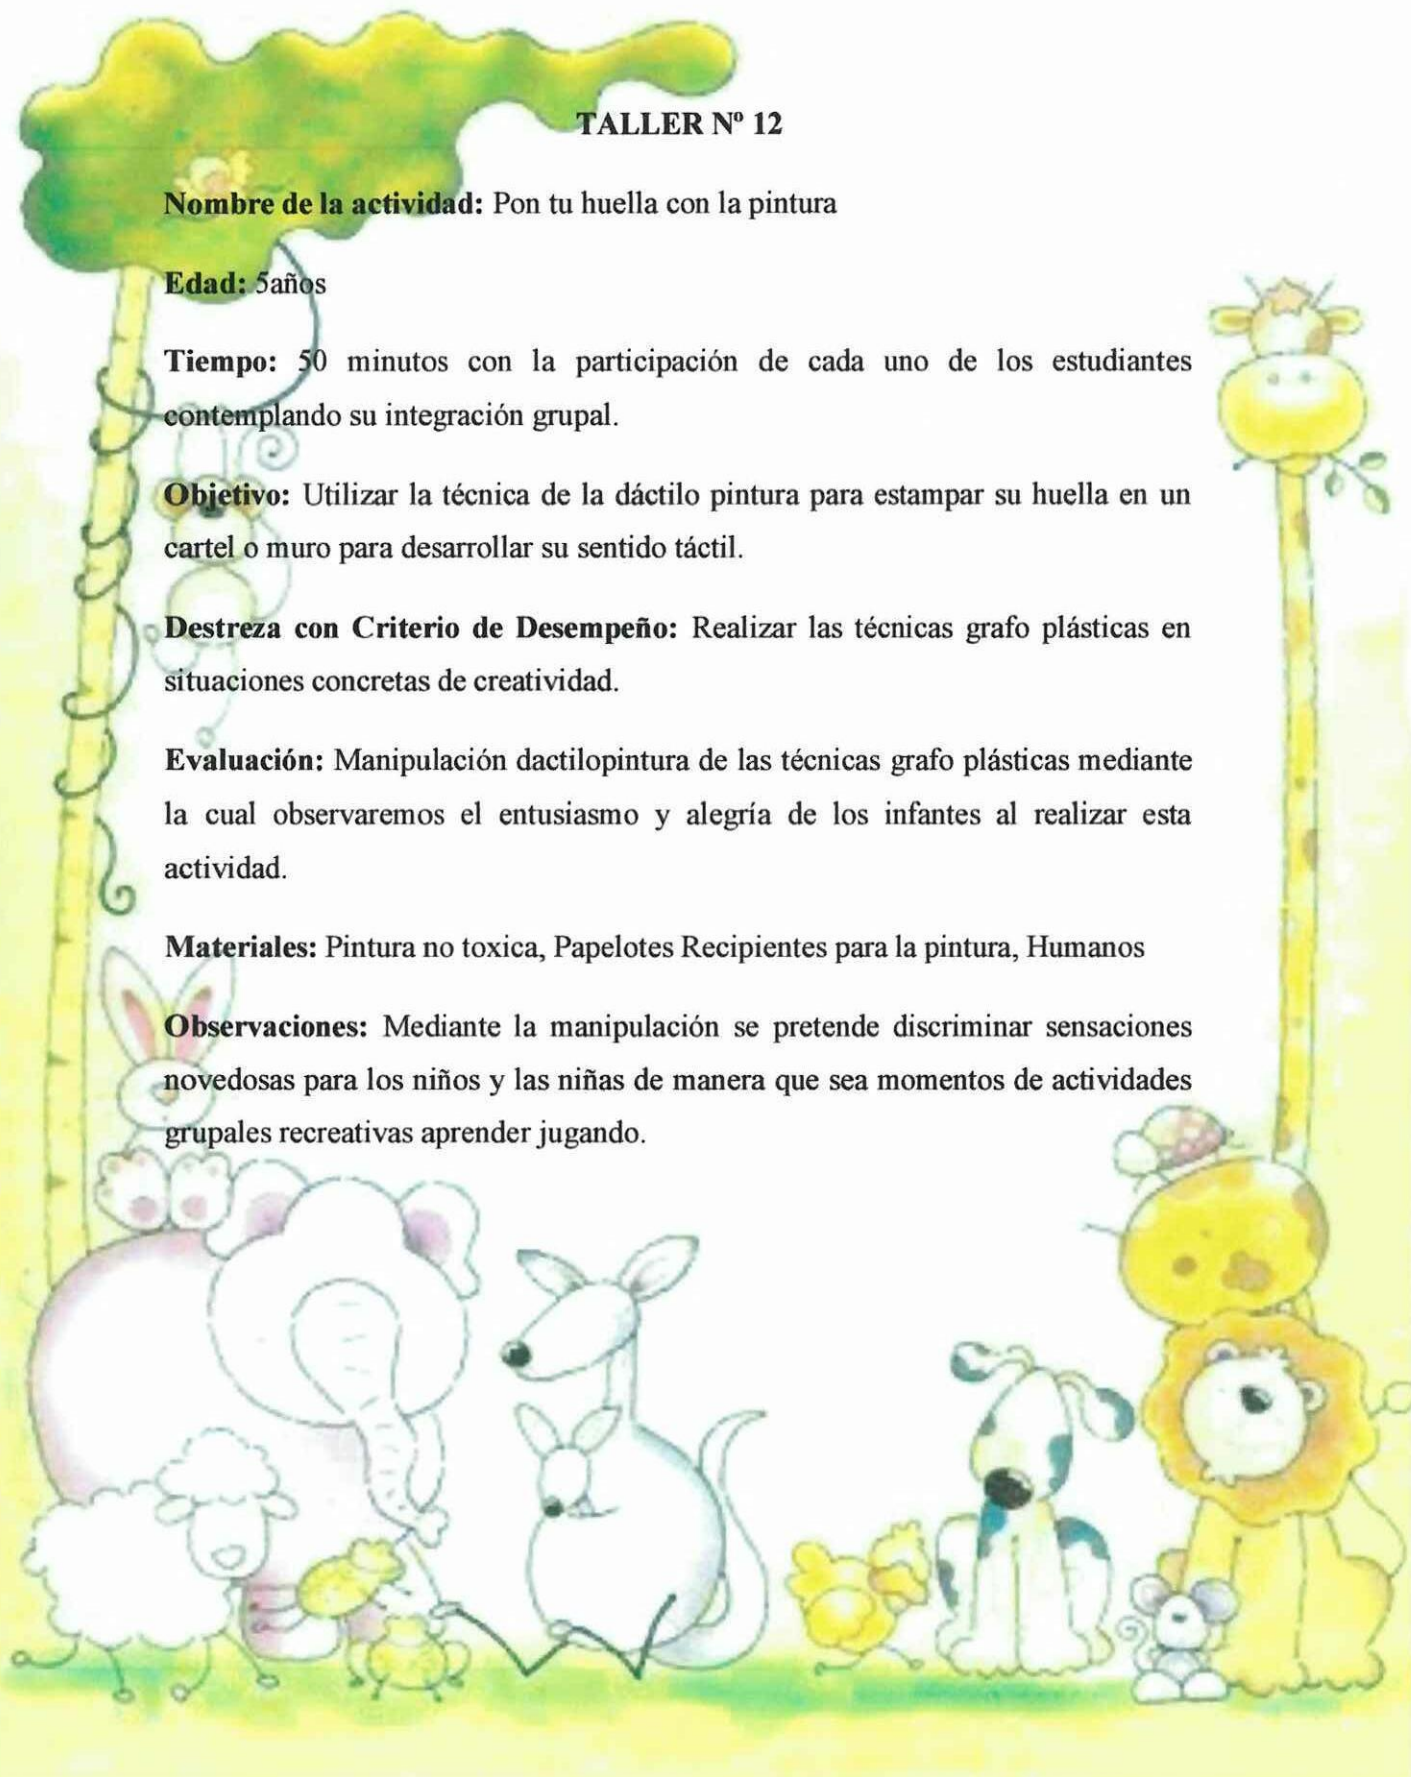 TALLER Nº 12
Nombre de la actividad: Pon tu huella con la pintura
Edad: 5años
Tiempo: 50 minutos con la participación de cada uno de los estudiantes
contemplando su integración grupal.
Objetivo: Utilizar la técnica de la dáctilo pintura para estampar su huella en un
cartel o muro para desarrollar su sentido táctil.
Destreza con Criterio de Desempeño: Realizar las técnicas grafo plásticas en
situaciones concretas de creatividad.
Evaluación: Manipulación dactilopintura de las técnicas grafo plásticas mediante
la cual observaremos el entusiasmo y alegría de los infantes al realizar esta
actividad.
Materiales: Pintura no toxica, Papelotes Recipientes para la pintura, Humanos
Observaciones: Mediante la manipulación se pretende discriminar sensaciones
novedosas para los niños y las niñas de manera que sea momentos de actividades
grupales recreativas aprender jugando.